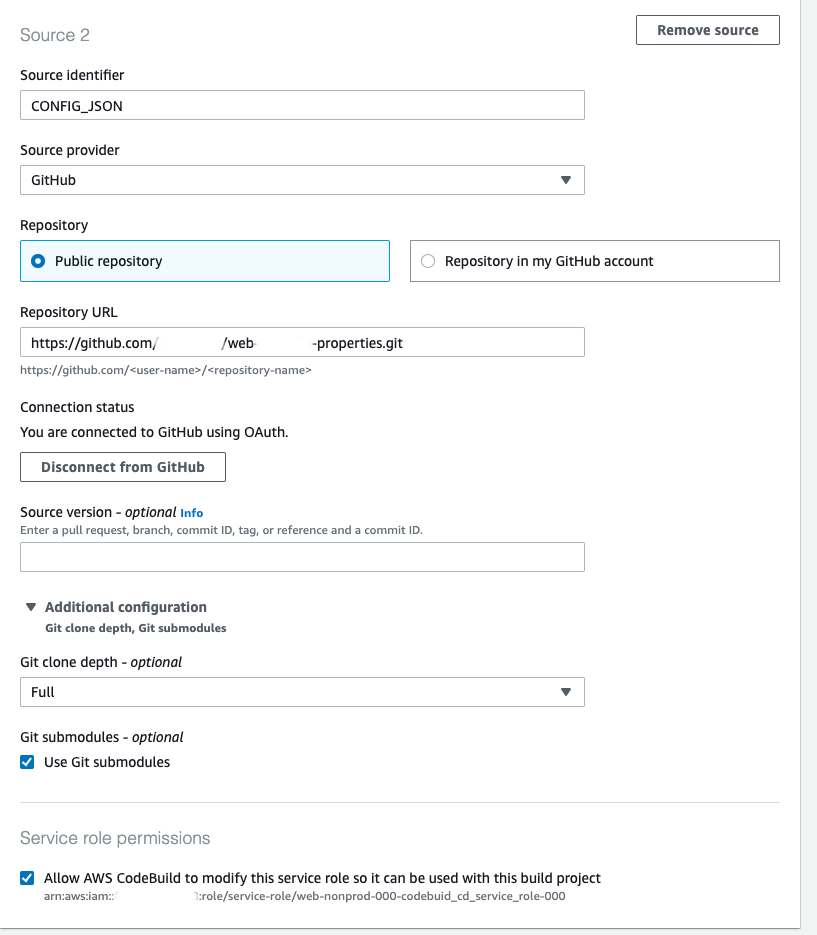 Source 2
Remove source
Source identifier
CONFIG_JSON
Source provider
GitHub
Repository
Public repository
Repository in my GitHub account
Repository URL
https://github.com/ /web- -properties.git
https://github.com/<user-name>/<repository-name>
Connection status
You are connected to GitHub using OAuth.
Disconnect from GitHub
Source version - optional Info
Enter a pull request, branch, commit ID, tag, or reference and a commit ID.
Additional configuration
Git clone depth, Git submodules
Git clone depth - optional
Full
Git submodules - optional
Use Git submodules
Service role permissions
Allow AWS CodeBuild to modify this service role so it can be used with this build project
arn:aws:iam:: :role/service-role/web-nonprod-000-codebuid_cd_service_role-000